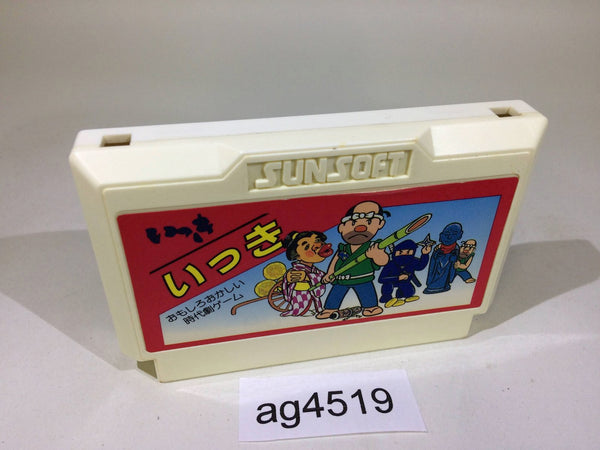 SUNSOFT
いっき
いっき
おもしろおかしい
時代劇ゲーム
ag4519